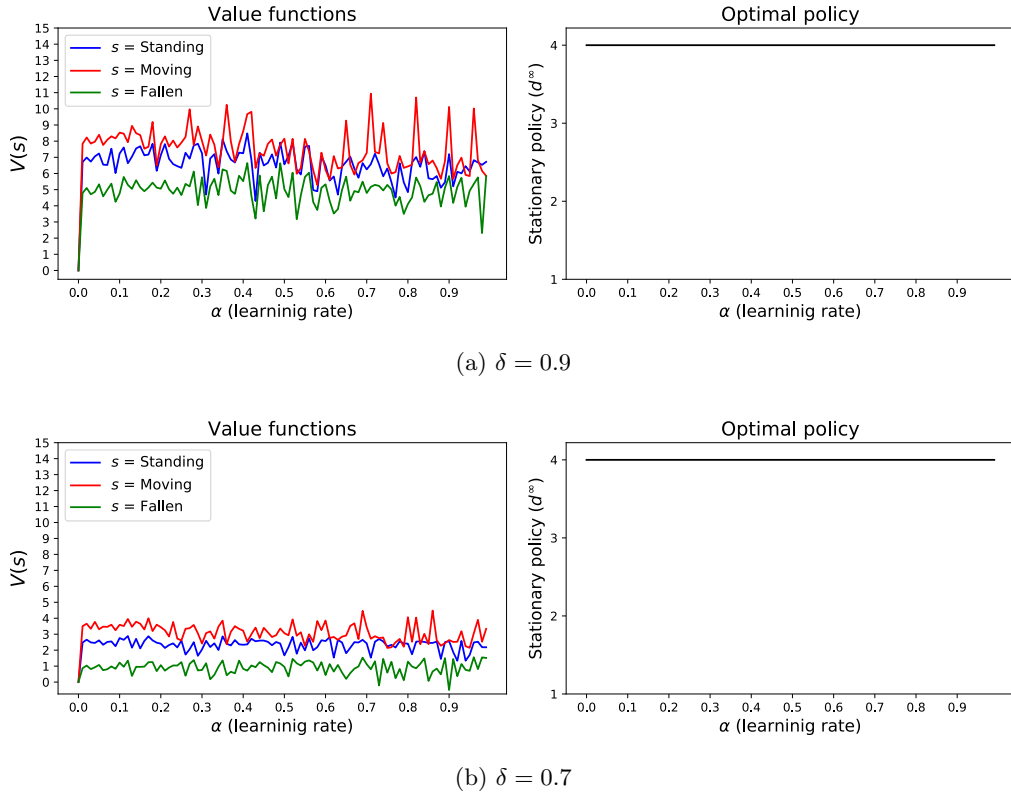 Value functions
15
14
13
12
11
10
9
8
7
6
5
4
3
2
1
0
V(s)
s = Standing
s = Moving
s = Fallen
0.0 0.1 0.2 0.3 0.4 0.5 0.6 0.7 0.8 0.9
α (learninig rate)
Optimal policy
4
3
2
1
Stationary policy (d∞)
0.0 0.1 0.2 0.3 0.4 0.5 0.6 0.7 0.8 0.9
α (learninig rate)
(a) δ = 0.9
Value functions
15
14
13
12
11
10
9
8
7
6
5
4
3
2
1
0
V(s)
s = Standing
s = Moving
s = Fallen
0.0 0.1 0.2 0.3 0.4 0.5 0.6 0.7 0.8 0.9
α (learninig rate)
Optimal policy
4
3
2
1
Stationary policy (d∞)
0.0 0.1 0.2 0.3 0.4 0.5 0.6 0.7 0.8 0.9
α (learninig rate)
(b) δ = 0.7